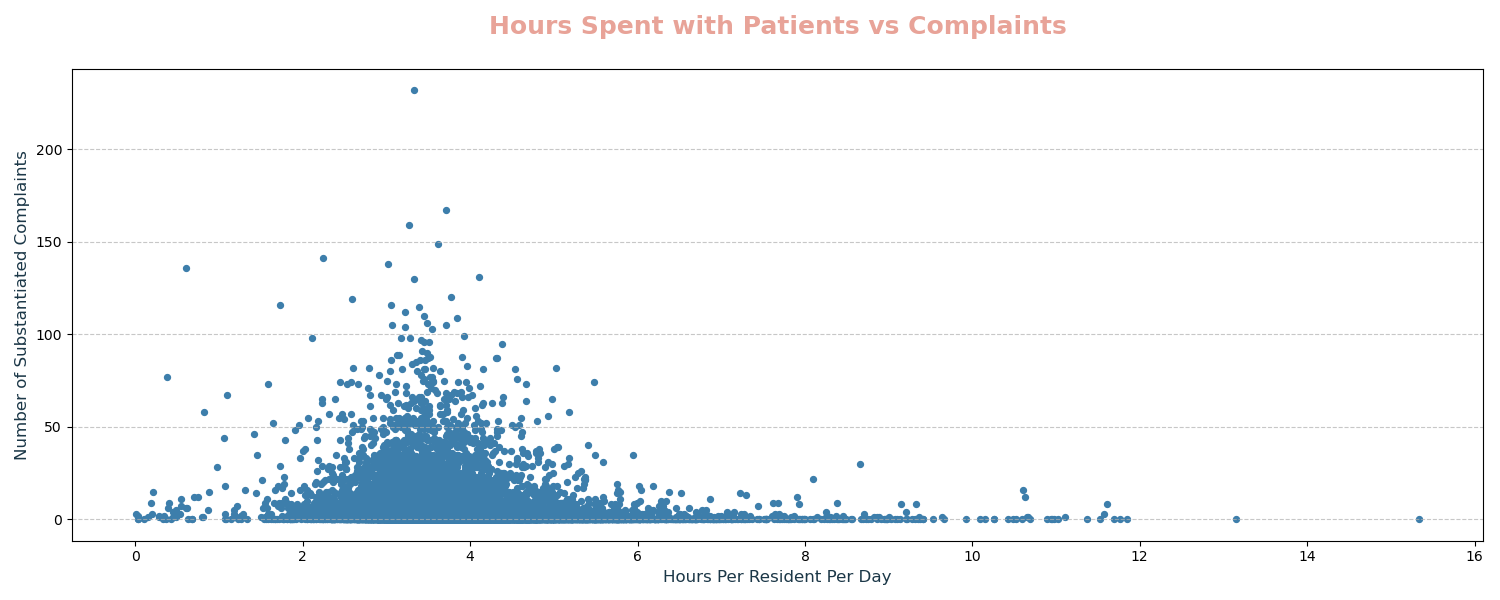 Hours Spent with Patients vs Complaints
Number of Substantiated Complaints
200
150
100
50
0
0 2 4 6 8 10 12 14 16
Hours Per Resident Per Day